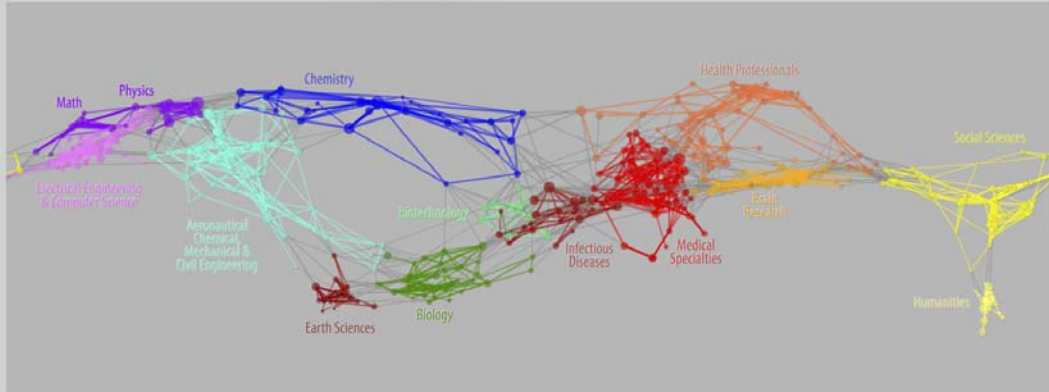 Math
Physics
Chemistry
Health Professionals
Social Sciences
Electrical Engineering
& Computer Science
Aeronautical
Chemical,
Mechanical &
Civil Engineering
Biotechnology
Brain
Research
Infectious
Diseases
Medical
Specialties
Earth Sciences
Biology
Humanities